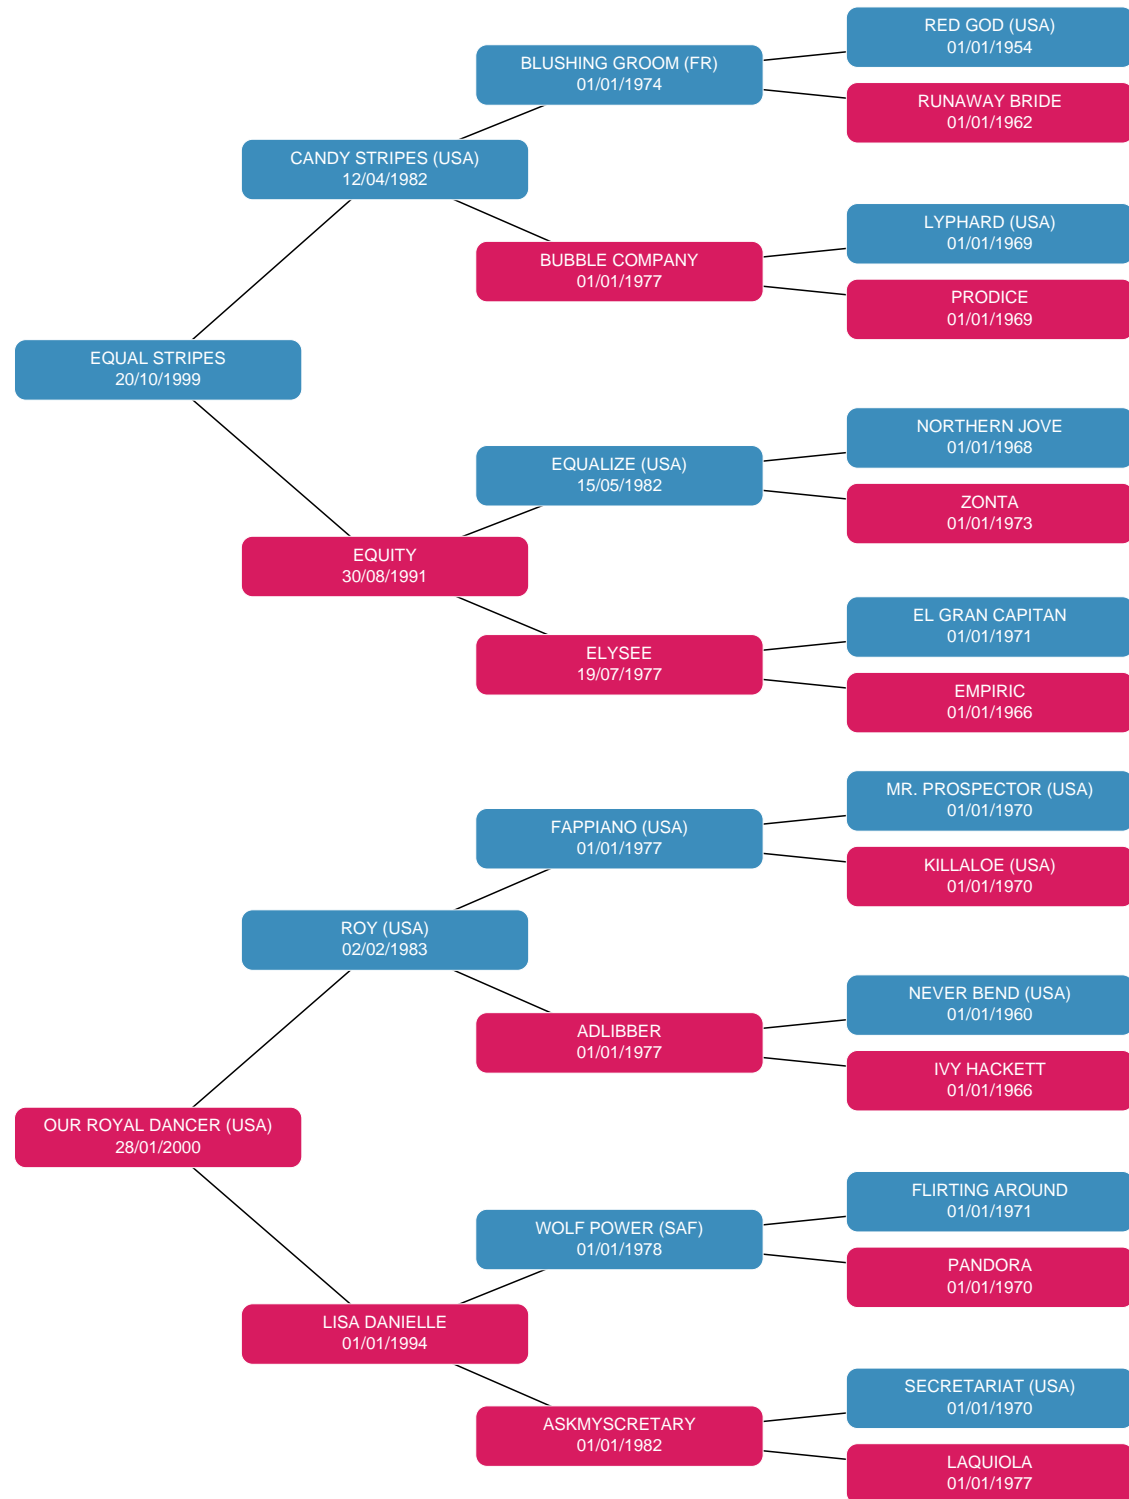 RED GOD (USA)
01/01/1954
BLUSHING GROOM (FR)
01/01/1974
RUNAWAY BRIDE
01/01/1962
CANDY STRIPES (USA)
12/04/1982
LYPHARD (USA)
01/01/1969
BUBBLE COMPANY
01/01/1977
PRODICE
01/01/1969
EQUAL STRIPES
20/10/1999
NORTHERN JOVE
01/01/1968
EQUALIZE (USA)
15/05/1982
ZONTA
01/01/1973
EQUITY
30/08/1991
EL GRAN CAPITAN
01/01/1971
ELYSEE
19/07/1977
EMPIRIC
01/01/1966
MR. PROSPECTOR (USA)
01/01/1970
FAPPIANO (USA)
01/01/1977
KILLALOE (USA)
01/01/1970
ROY (USA)
02/02/1983
NEVER BEND (USA)
01/01/1960
ADLIBBER
01/01/1977
IVY HACKETT
01/01/1966
OUR ROYAL DANCER (USA)
28/01/2000
FLIRTING AROUND
01/01/1971
WOLF POWER (SAF)
01/01/1978
PANDORA
01/01/1970
LISA DANIELLE
01/01/1994
SECRETARIAT (USA)
01/01/1970
ASKMYSCRETARY
01/01/1982
LAQUIOLA
01/01/1977